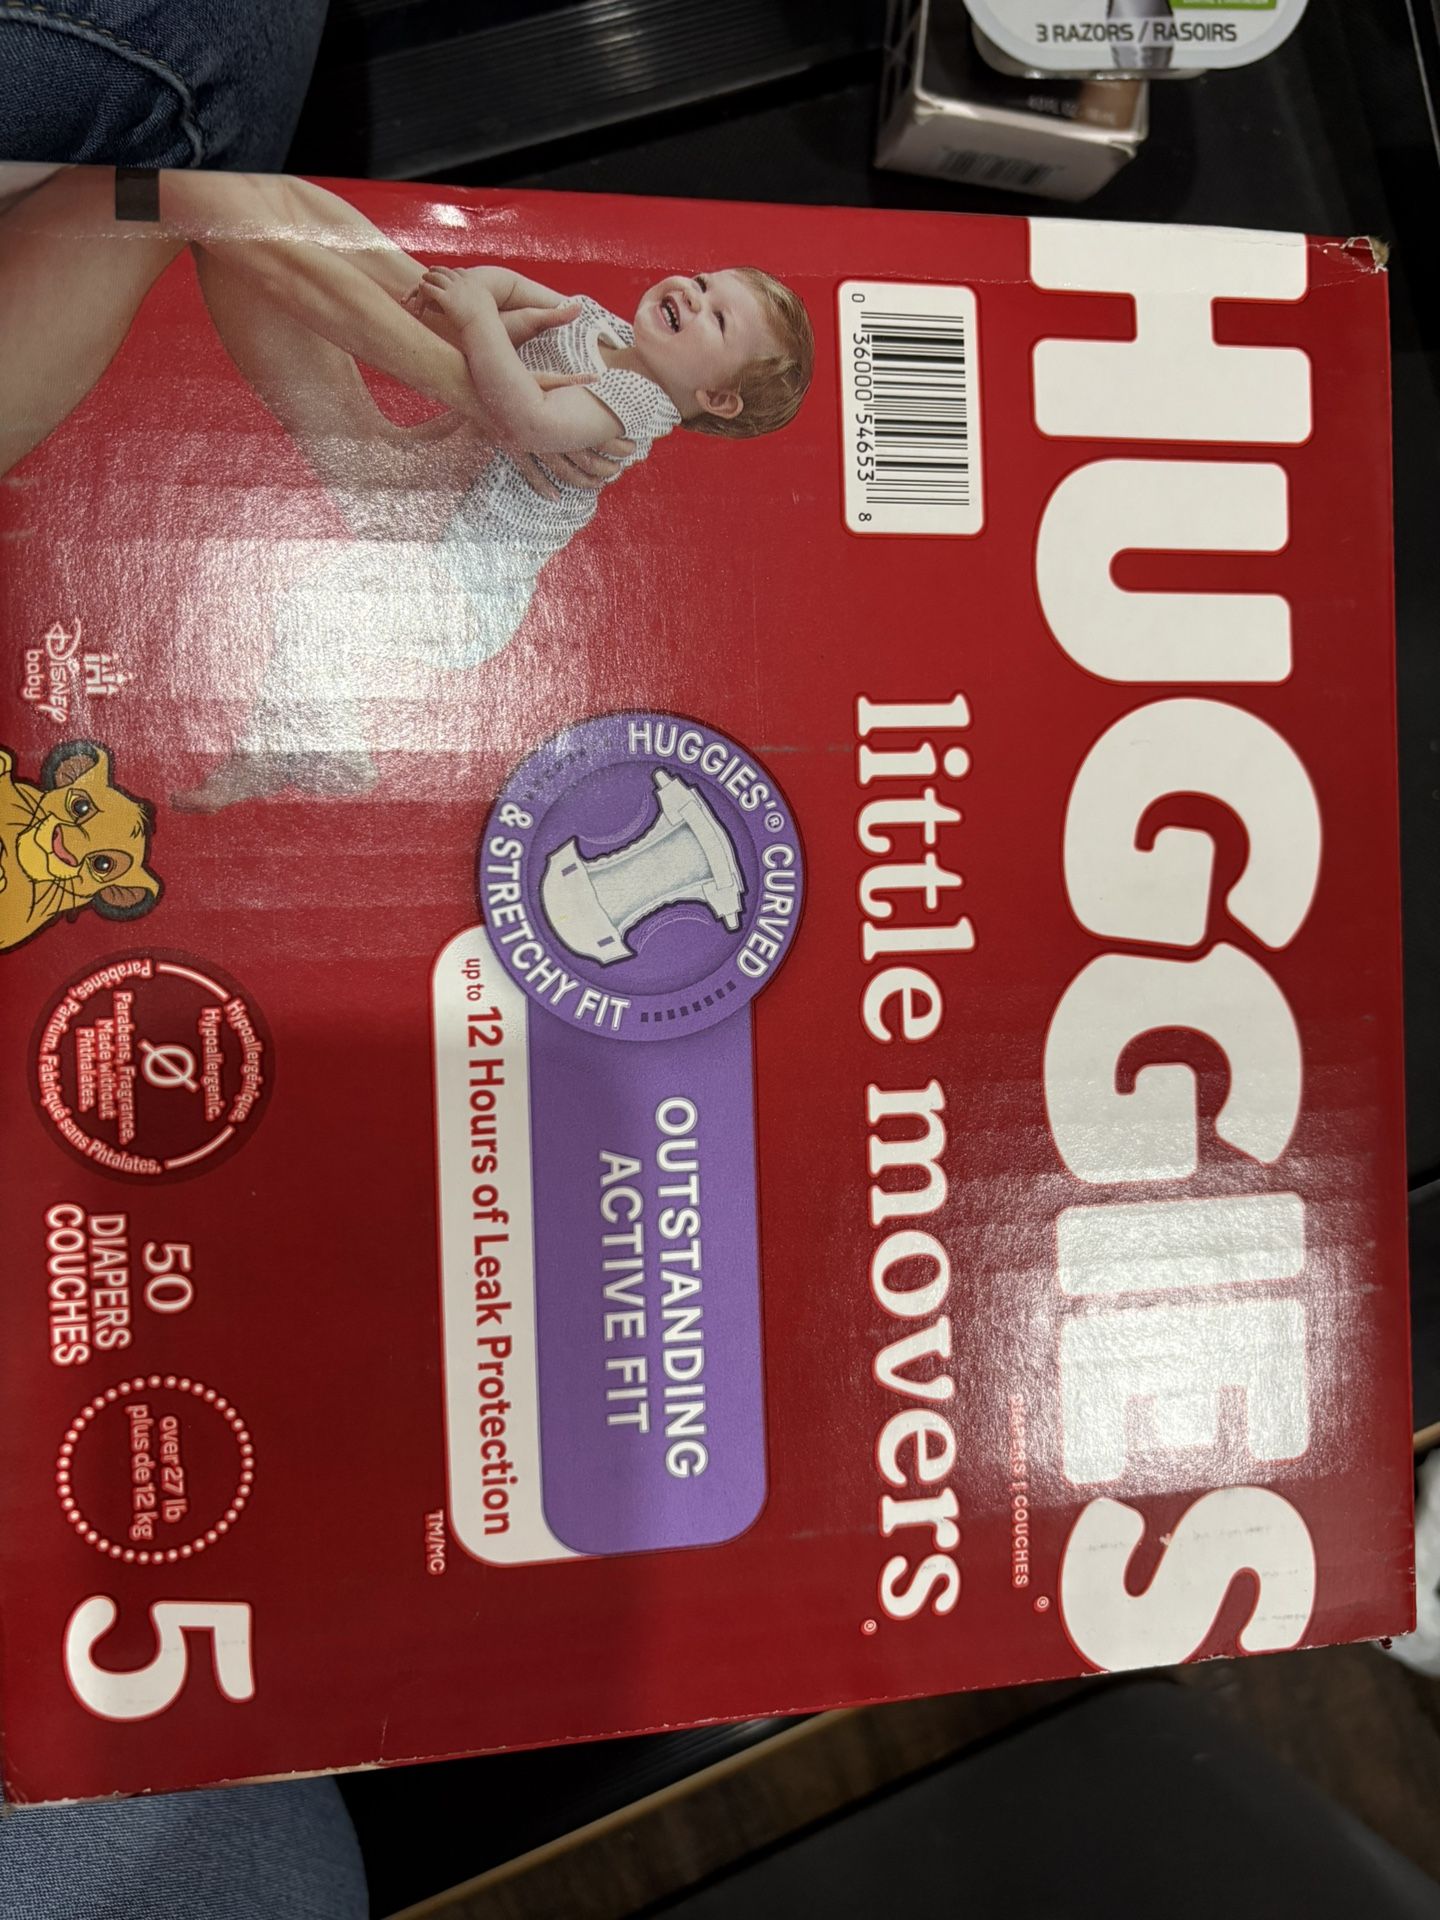 3 RAZORS / RASOIRS
HUGGIES®
DIAPERS | COUCHES
little movers®
0 36000 54653 8
HUGGIES'® CURVED
& STRETCHY FIT
OUTSTANDING
ACTIVE FIT
up to 12 Hours of Leak Protection
TM/MC
DISNEY
baby
Hypoallergéniques.
Hypoallergenic.
Made without
Parabens, Fragrance,
Phthalates.
Fabriqué sans Phtalates,
Parabènes, Parfum.
50
DIAPERS
COUCHES
over 27 lb
plus de 12 kg
5